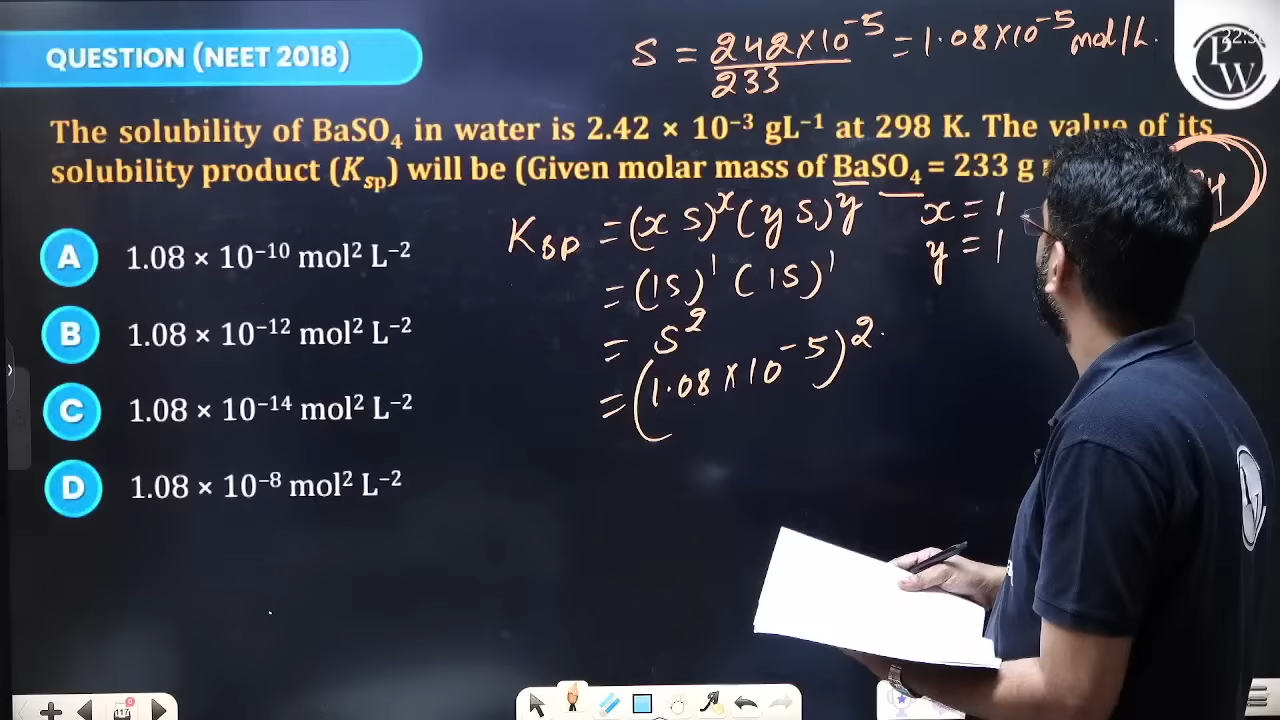 QUESTION (NEET 2018)
S = 242×10⁻⁵ / 233 = 1.08×10⁻⁵ mol/L.
PW
The solubility of BaSO₄ in water is 2.42 × 10⁻³ gL⁻¹ at 298 K. The value of its
solubility product (Ksp) will be (Given molar mass of BaSO₄ = 233 g
A 1.08 × 10⁻¹⁰ mol² L⁻²
B 1.08 × 10⁻¹² mol² L⁻²
C 1.08 × 10⁻¹⁴ mol² L⁻²
D 1.08 × 10⁻⁸ mol² L⁻²
Ksp = (x s)ˣ (y s)ʸ
x = 1
y = 1
= (1s)¹ (1s)¹
= s²
= (1.08×10⁻⁵)².